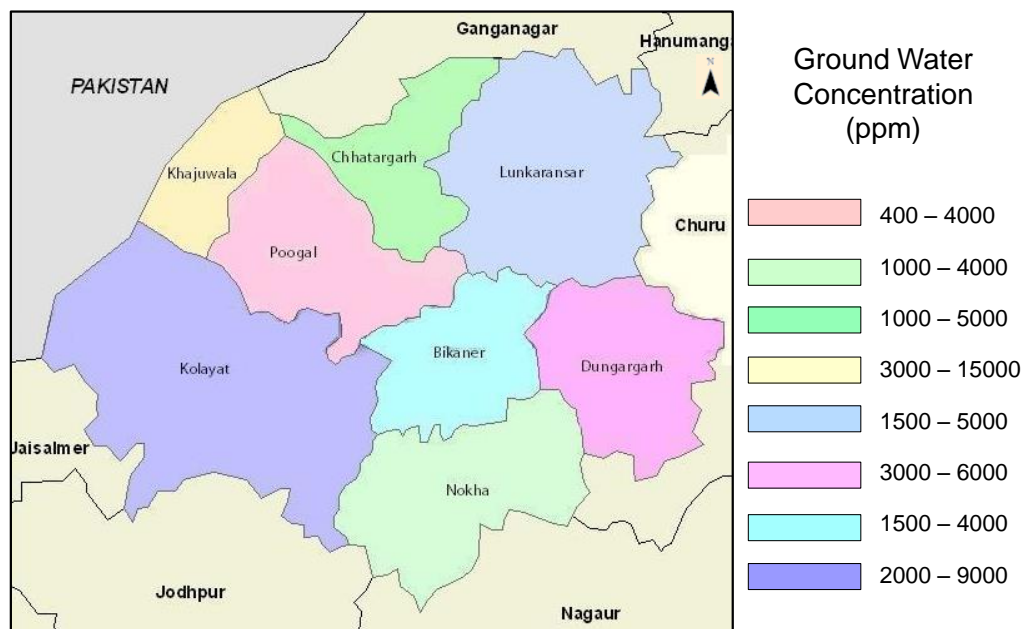 Ganganagar
Hanumanga
N
PAKISTAN
Chhatargarh
Khajuwala
Lunkaransar
Churu
Poogal
Bikaner
Kolayat
Dungargarh
Jaisalmer
Nokha
Jodhpur
Nagaur
Ground Water
Concentration
(ppm)
400 – 4000
1000 – 4000
1000 – 5000
3000 – 15000
1500 – 5000
3000 – 6000
1500 – 4000
2000 – 9000